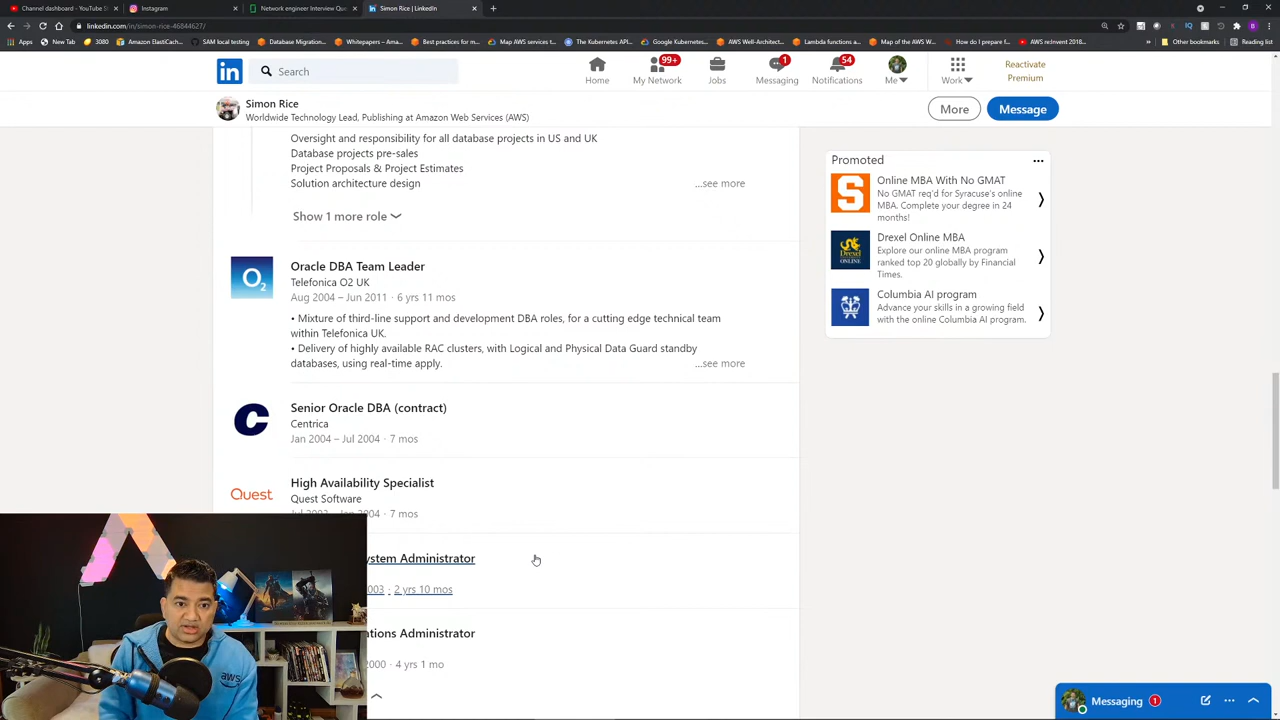 Channel dashboard - YouTube S
Instagram
Network engineer Interview Que
Simon Rice | LinkedIn
linkedin.com/in/simon-rice-46844627/
Apps
New Tab
3080
Amazon ElastiCach
SAM local testing
Database Migration...
Whitepapers – Ama...
Best practices for m...
Map AWS services t...
The Kubernetes API...
Google Kubernetes...
AWS Well-Architect...
Lambda functions a...
Map of the AWS W...
How do I prepare f...
AWS re:Invent 2018...
Other bookmarks
Reading list
in
Search
Home
99+
My Network
Jobs
1
Messaging
54
Notifications
Me
Work
Reactivate
Premium
Simon Rice
Worldwide Technology Lead, Publishing at Amazon Web Services (AWS)
More
Message
Oversight and responsibility for all database projects in US and UK
Database projects pre-sales
Project Proposals & Project Estimates
Solution architecture design
...see more
Show 1 more role
O2
Oracle DBA Team Leader
Telefonica O2 UK
Aug 2004 – Jun 2011 · 6 yrs 11 mos
• Mixture of third-line support and development DBA roles, for a cutting edge technical team
within Telefonica UK.
• Delivery of highly available RAC clusters, with Logical and Physical Data Guard standby
databases, using real-time apply.
...see more
Senior Oracle DBA (contract)
Centrica
Jan 2004 – Jul 2004 · 7 mos
Quest
High Availability Specialist
Quest Software
Jul 2003 – Jan 2004 · 7 mos
ystem Administrator
003 · 2 yrs 10 mos
ations Administrator
2000 · 4 yrs 1 mo
Promoted
Online MBA With No GMAT
No GMAT req'd for Syracuse's online
MBA. Complete your degree in 24
months!
DREXEL
ONLINE
Drexel Online MBA
Explore our online MBA program
ranked top 20 globally by Financial
Times.
Columbia AI program
Advance your skills in a growing field
with the online Columbia AI program.
aws
Messaging
1